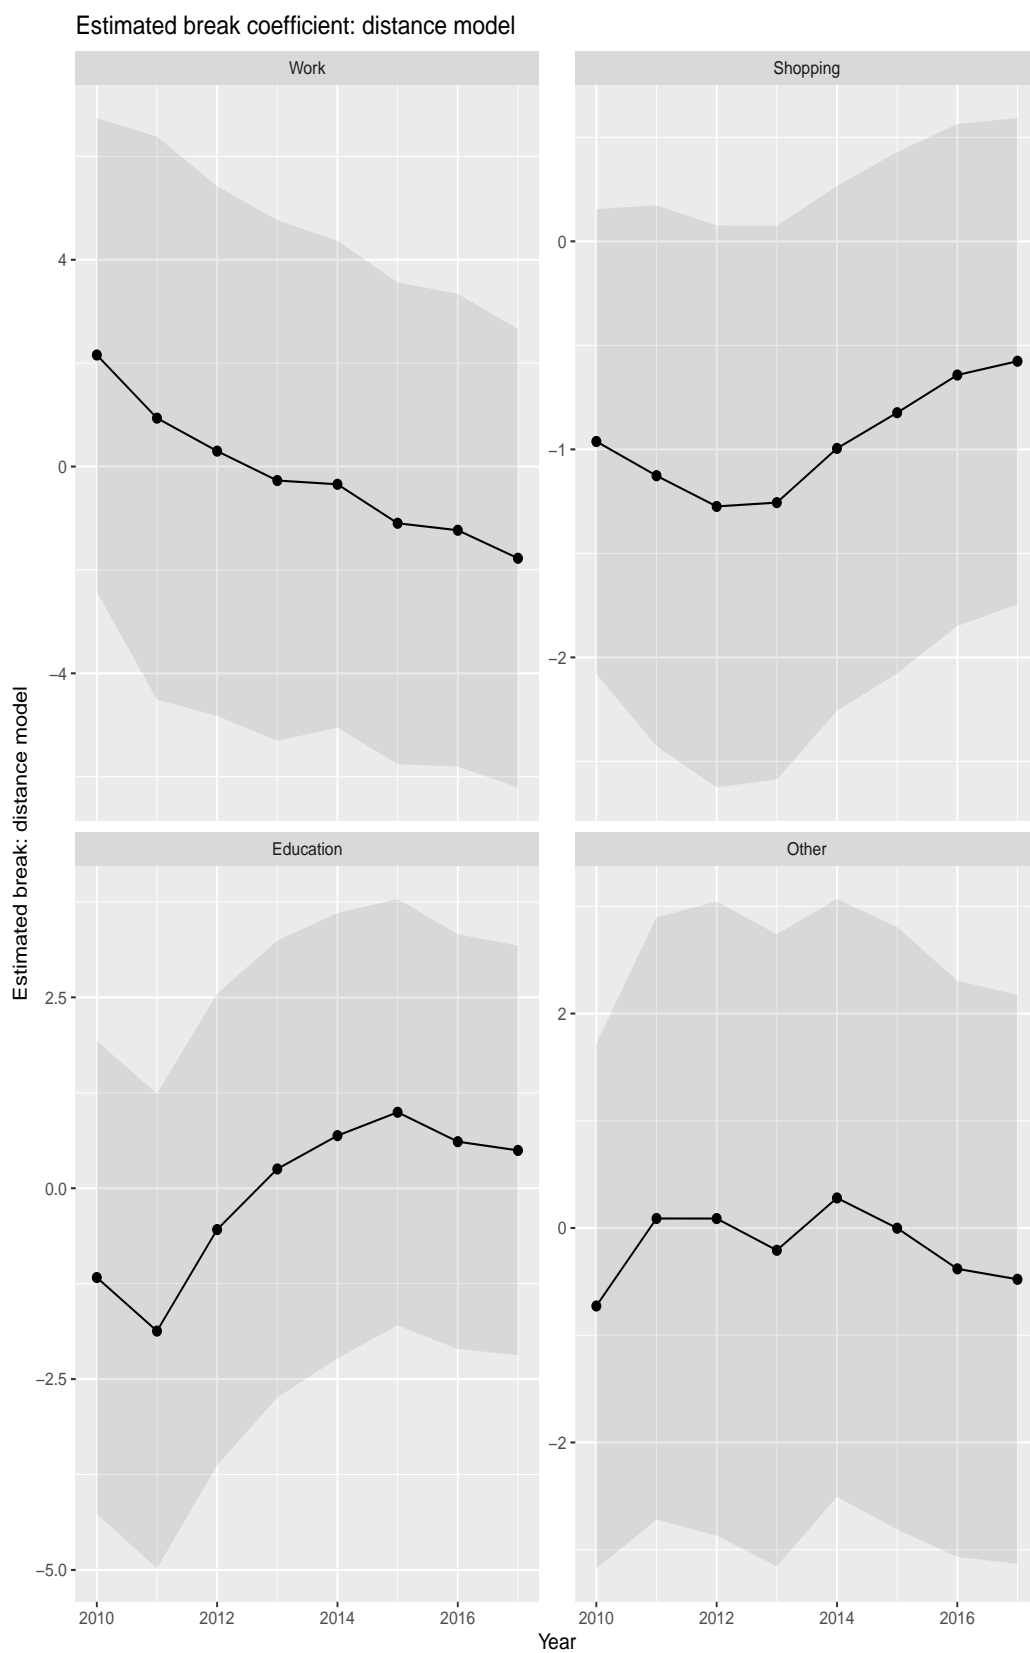 Estimated break coefficient: distance model
Work
Shopping
4
0
−4
0
−1
−2
Estimated break: distance model
Education
Other
2.5
0.0
−2.5
−5.0
2
0
−2
2010 2012 2014 2016
2010 2012 2014 2016
Year